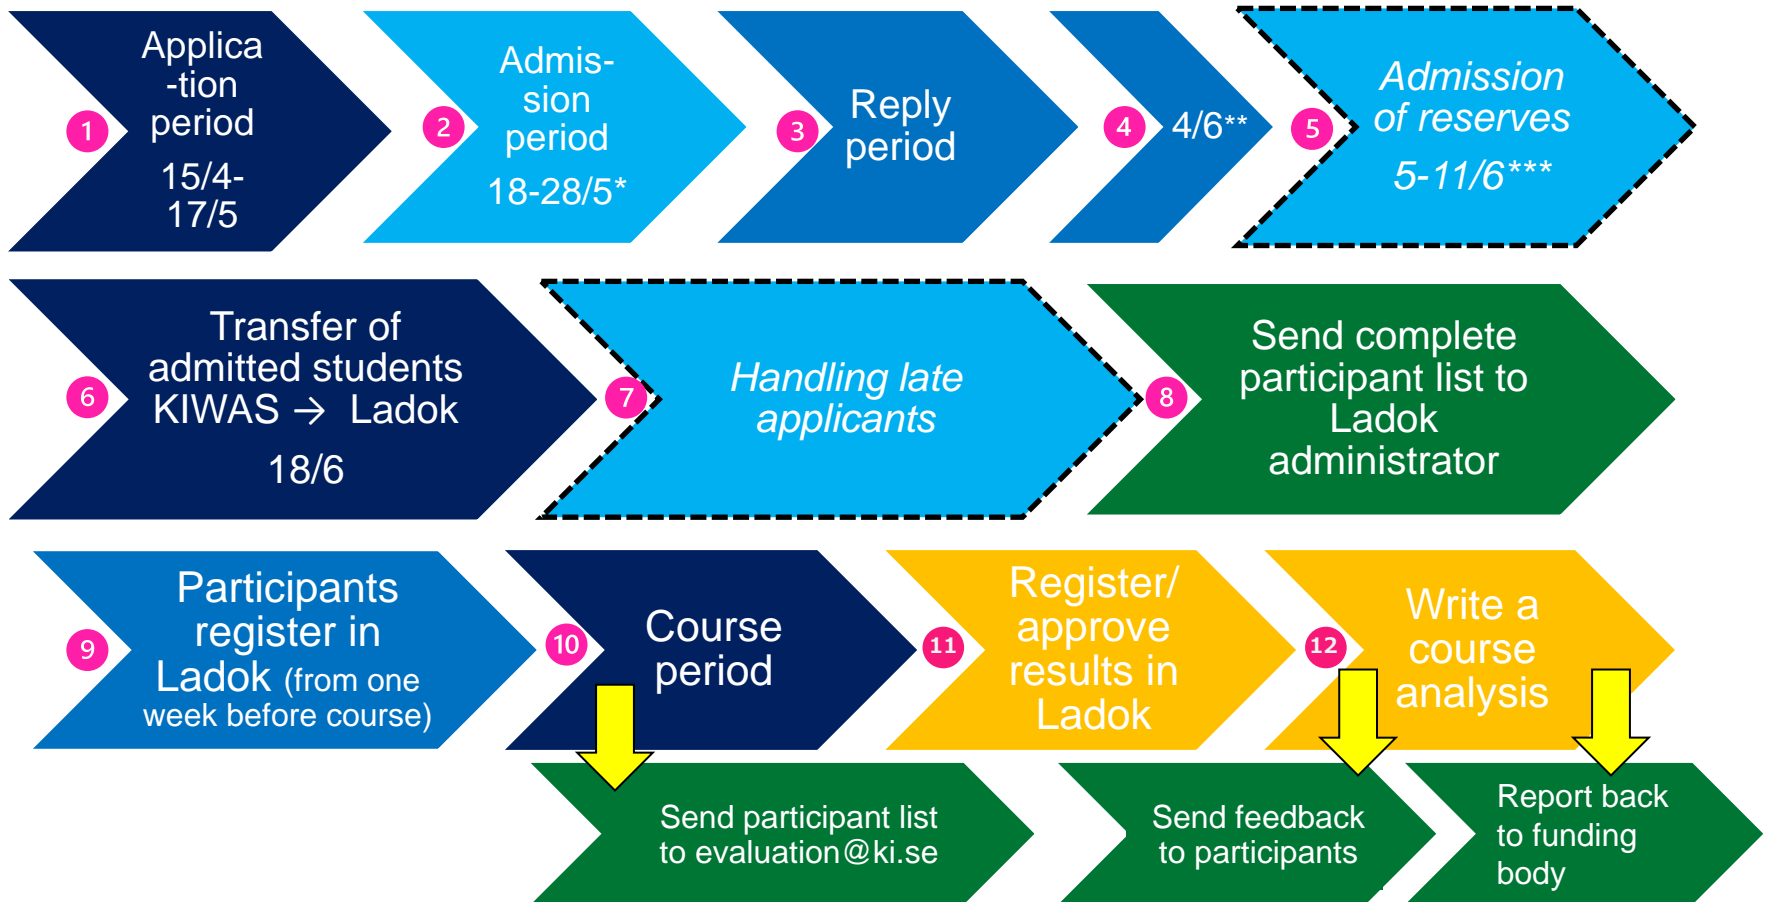 1
Applica
-tion
period
15/4-
17/5
2
Admis-
sion
period
18-28/5*
3
Reply
period
4
4/6**
5
Admission
of reserves
5-11/6***
6
Transfer of
admitted students
KIWAS → Ladok
18/6
7
Handling late
applicants
8
Send complete
participant list to
Ladok
administrator
9
Participants
register in
Ladok (from one
week before course)
10
Course
period
11
Register/
approve
results in
Ladok
12
Write a
course
analysis
Send participant list
to evaluation@ki.se
Send feedback
to participants
Report back
to funding
body